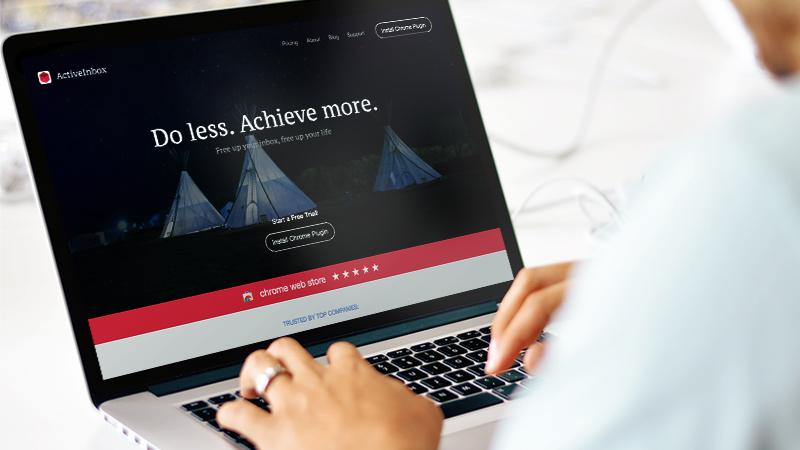 Pricing About Blog Support Install Chrome Plugin
ActiveInbox
Do less. Achieve more.
Free up your inbox, free up your life
Start a Free Trial!
Install Chrome Plugin
chrome web store ★★★★★
TRUSTED BY TOP COMPANIES: